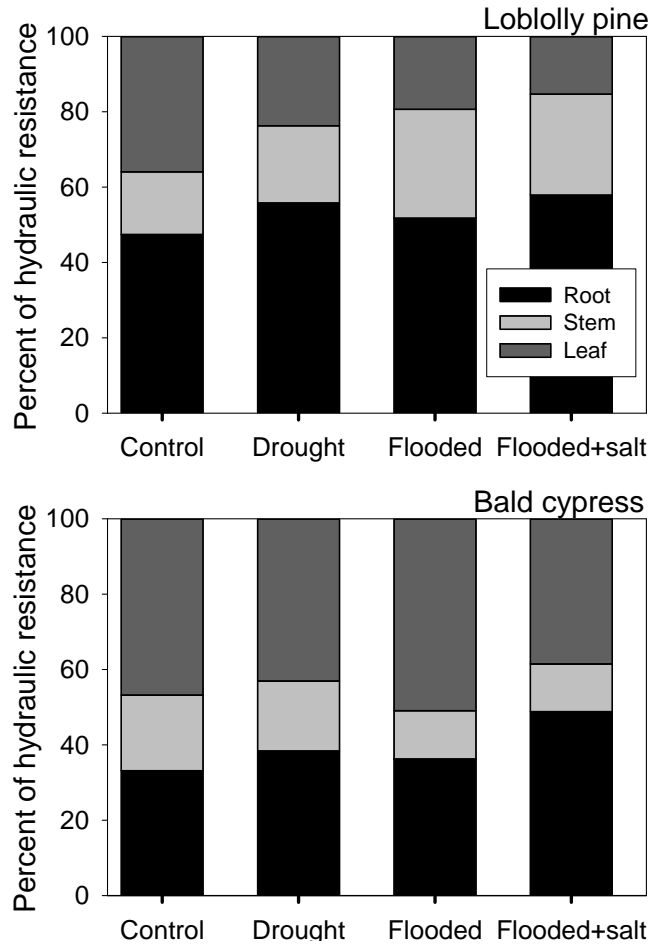 Loblolly pine
Percent of hydraulic resistance
100
80
60
40
20
0
Root
Stem
Leaf
Control Drought Flooded Flooded+salt
Bald cypress
Percent of hydraulic resistance
100
80
60
40
20
0
Control Drought Flooded Flooded+salt